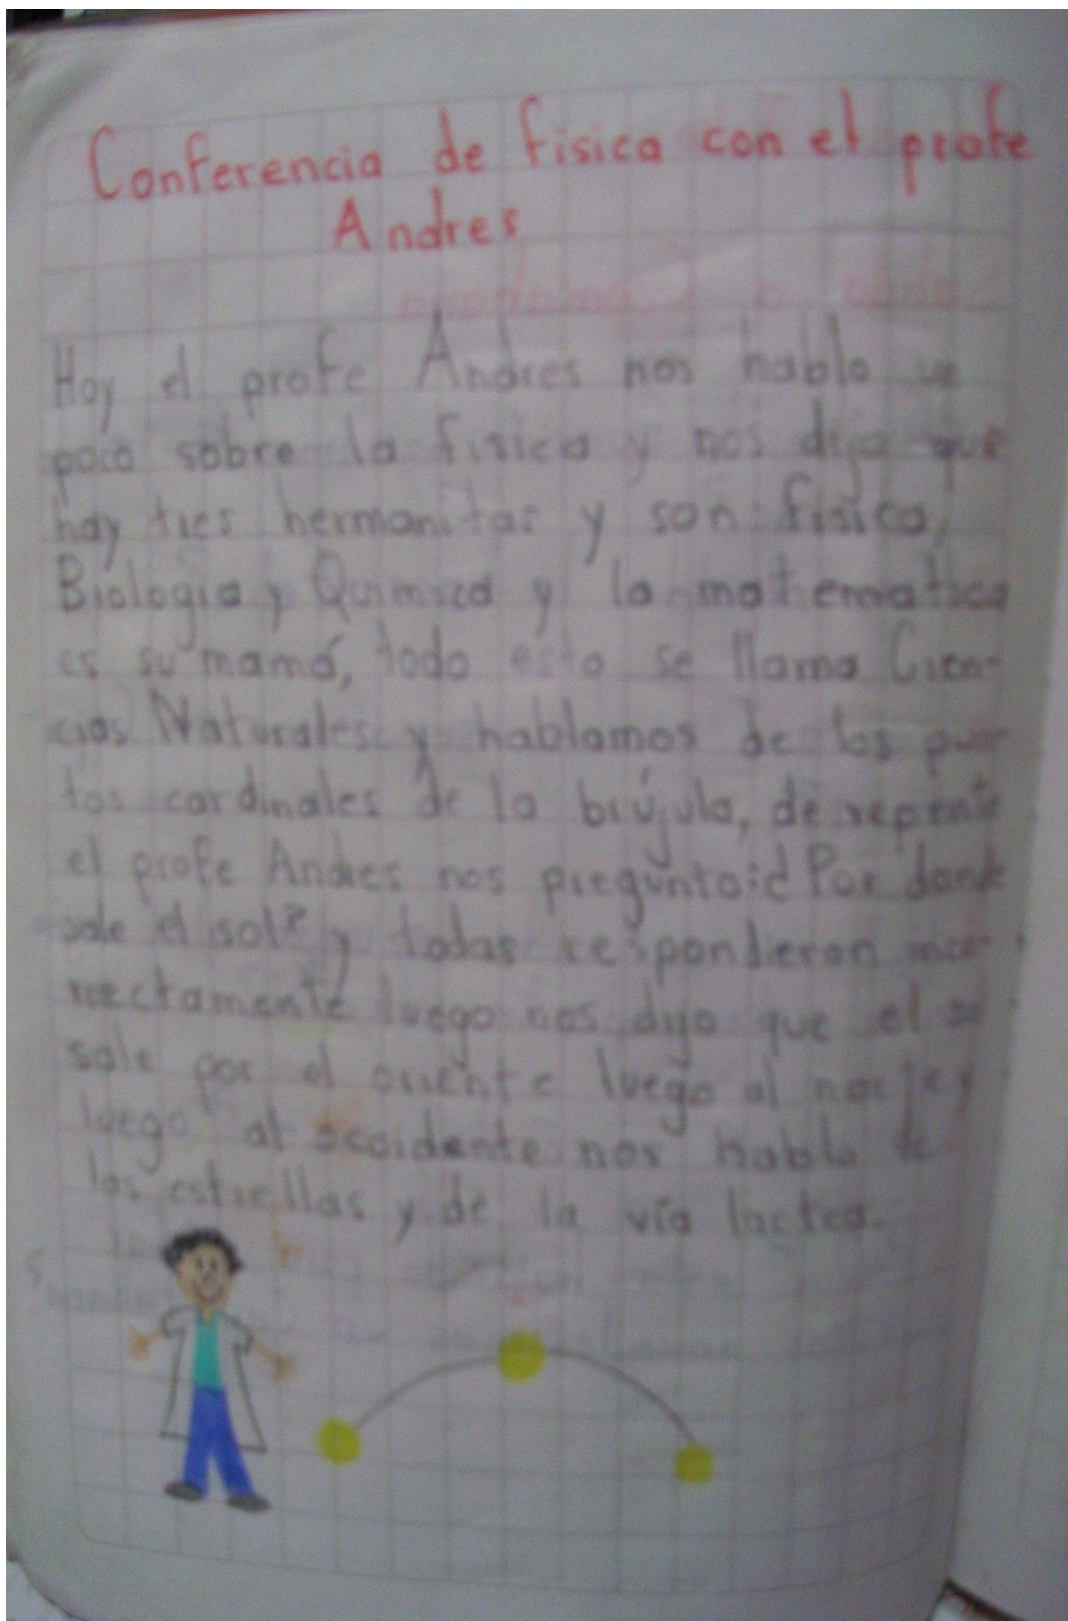 Conferencia de fisica con el profe
Andres
Hoy el profe Andres nos hablo un
poco sobre la fisica y nos dijo que
hay tres hermanitas y son fisica,
Biologia y Quimica y la matematica
es su mamá, todo esto se llama Cien-
cias Naturales y hablamos de los pun-
tos cardinales de la brújula, de repente
el profe Andres nos pregunto:¿Por donde
sale el sol? y todas respondieron inco-
rrectamente luego nos dijo que el sol
sale por el oriente luego al norte y
luego al occidente nos hablo de
las estrellas y de la vía lactea.